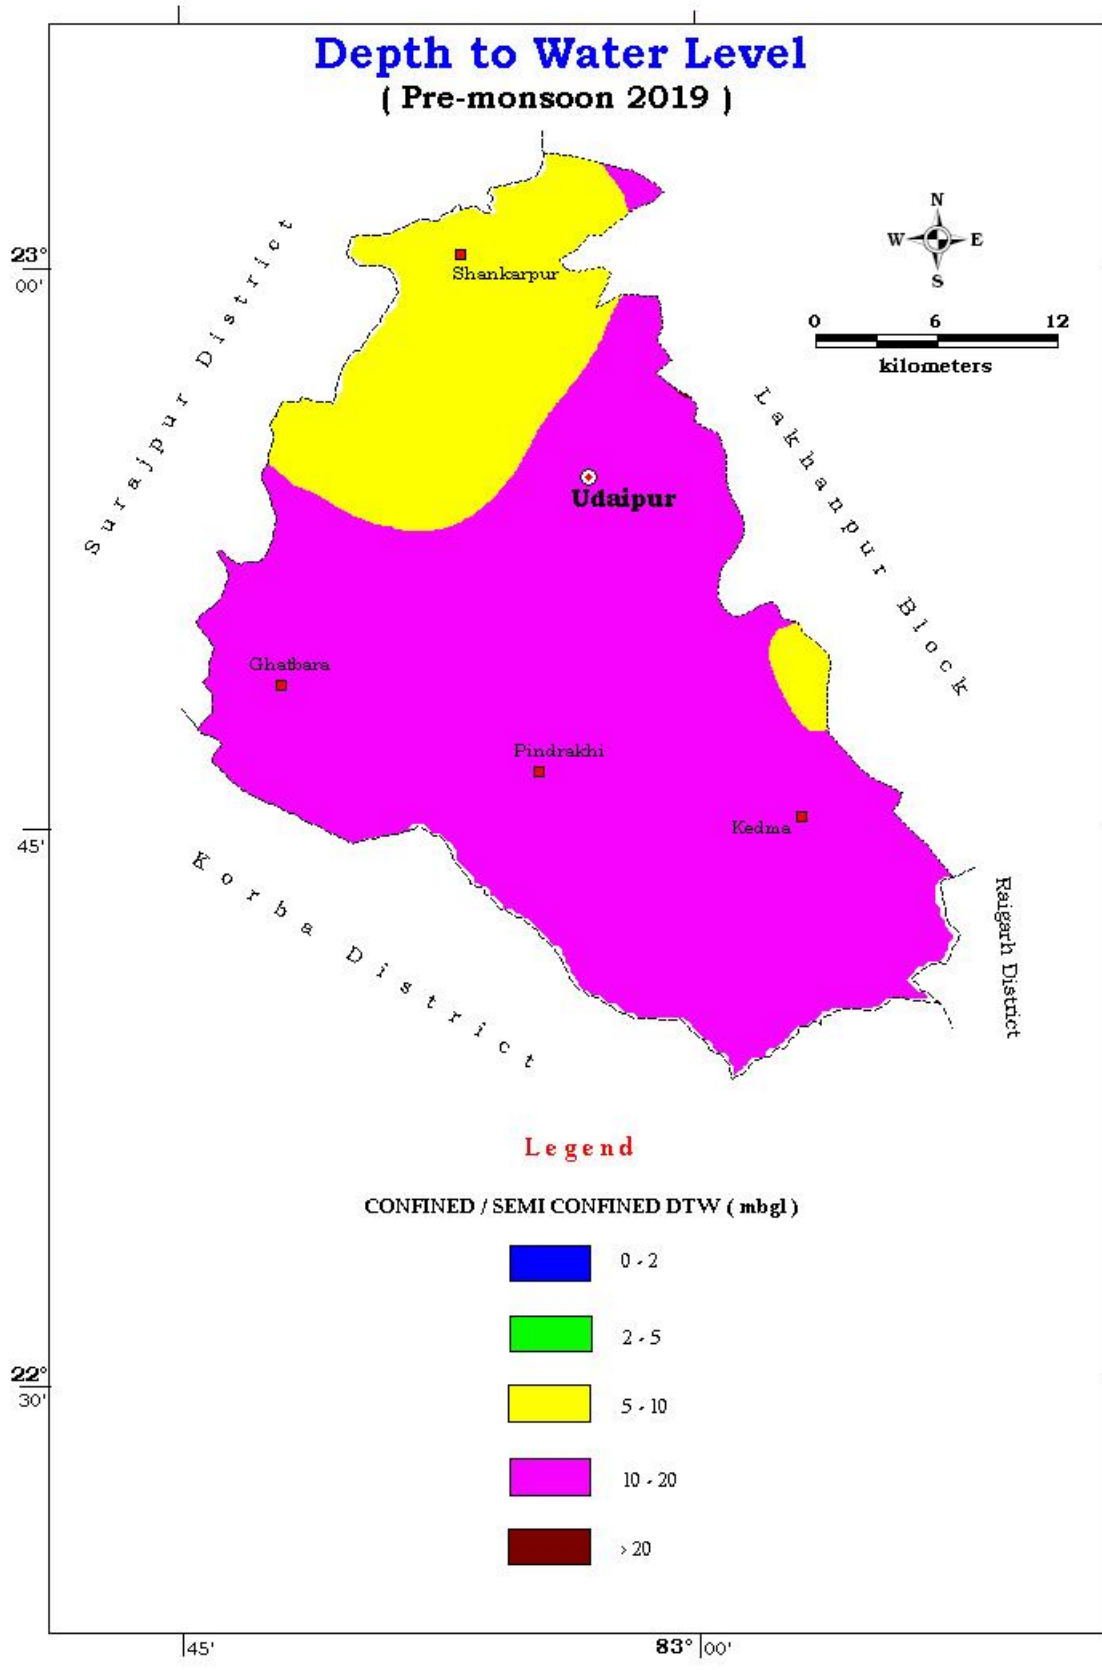 Depth to Water Level
( Pre-monsoon 2019 )
N
W E
S
23°
00'
Shankarpur
0 6 12
kilometers
Surajpur District
Lakhanpur Block
Udaipur
Ghatbara
Pindrakhi
Kedma
45'
Korba District
Raigarh District
Legend
CONFINED / SEMI CONFINED DTW ( mbgl )
0 - 2
2 - 5
22°
30'
5 - 10
10 - 20
> 20
45'
83° 00'